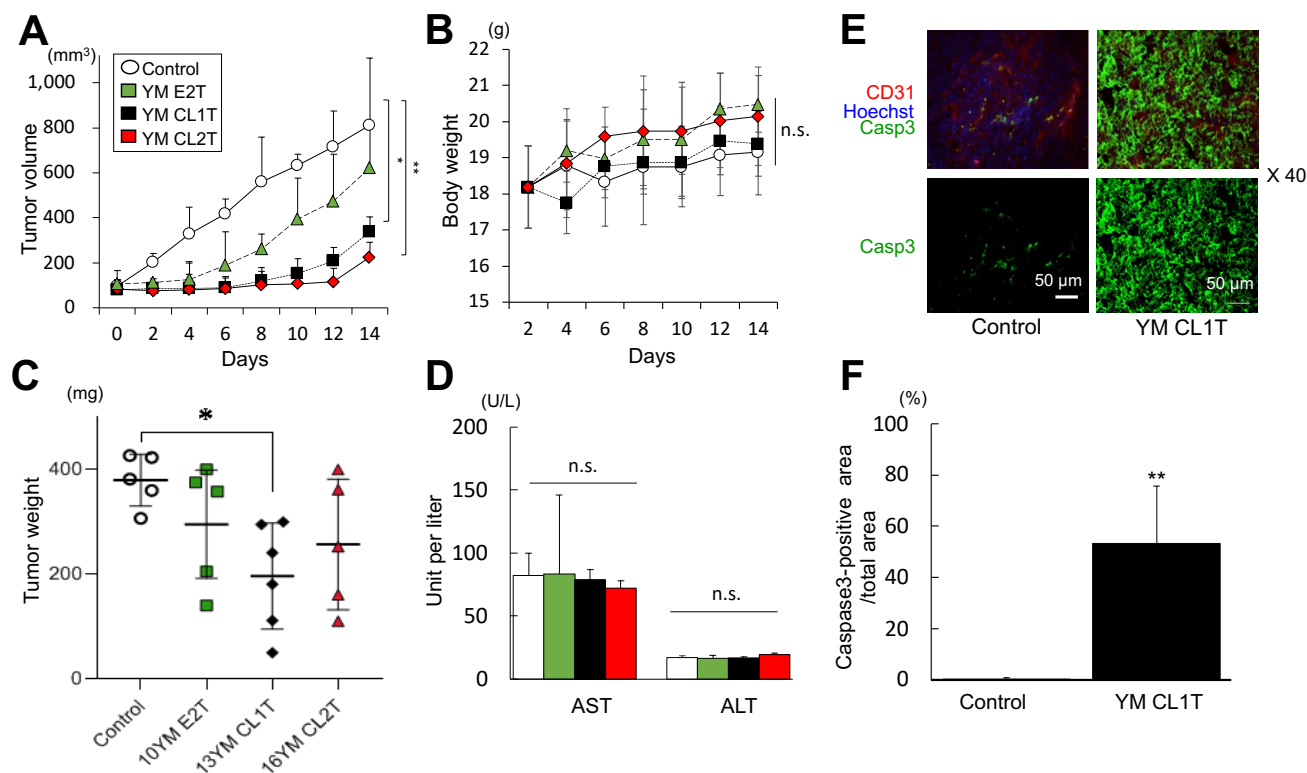 A
(mm³)
Control
YM E2T
YM CL1T
YM CL2T
Tumor volume
1,000
800
600
400
200
0
*
**
0 2 4 6 8 10 12 14
Days
B
(g)
Body weight
22
21
20
19
18
17
16
15
n.s.
2 4 6 8 10 12 14
Days
E
CD31
Hoechst
Casp3
X 40
Casp3
50 μm
50 μm
Control
YM CL1T
C
(mg)
Tumor weight
400
200
0
*
Control
10YM E2T
13YM CL1T
16YM CL2T
D
(U/L)
Unit per liter
200
150
100
50
0
n.s.
n.s.
AST
ALT
F
(%)
Caspase3-positive area
/total area
100
80
60
40
20
0
**
Control
YM CL1T